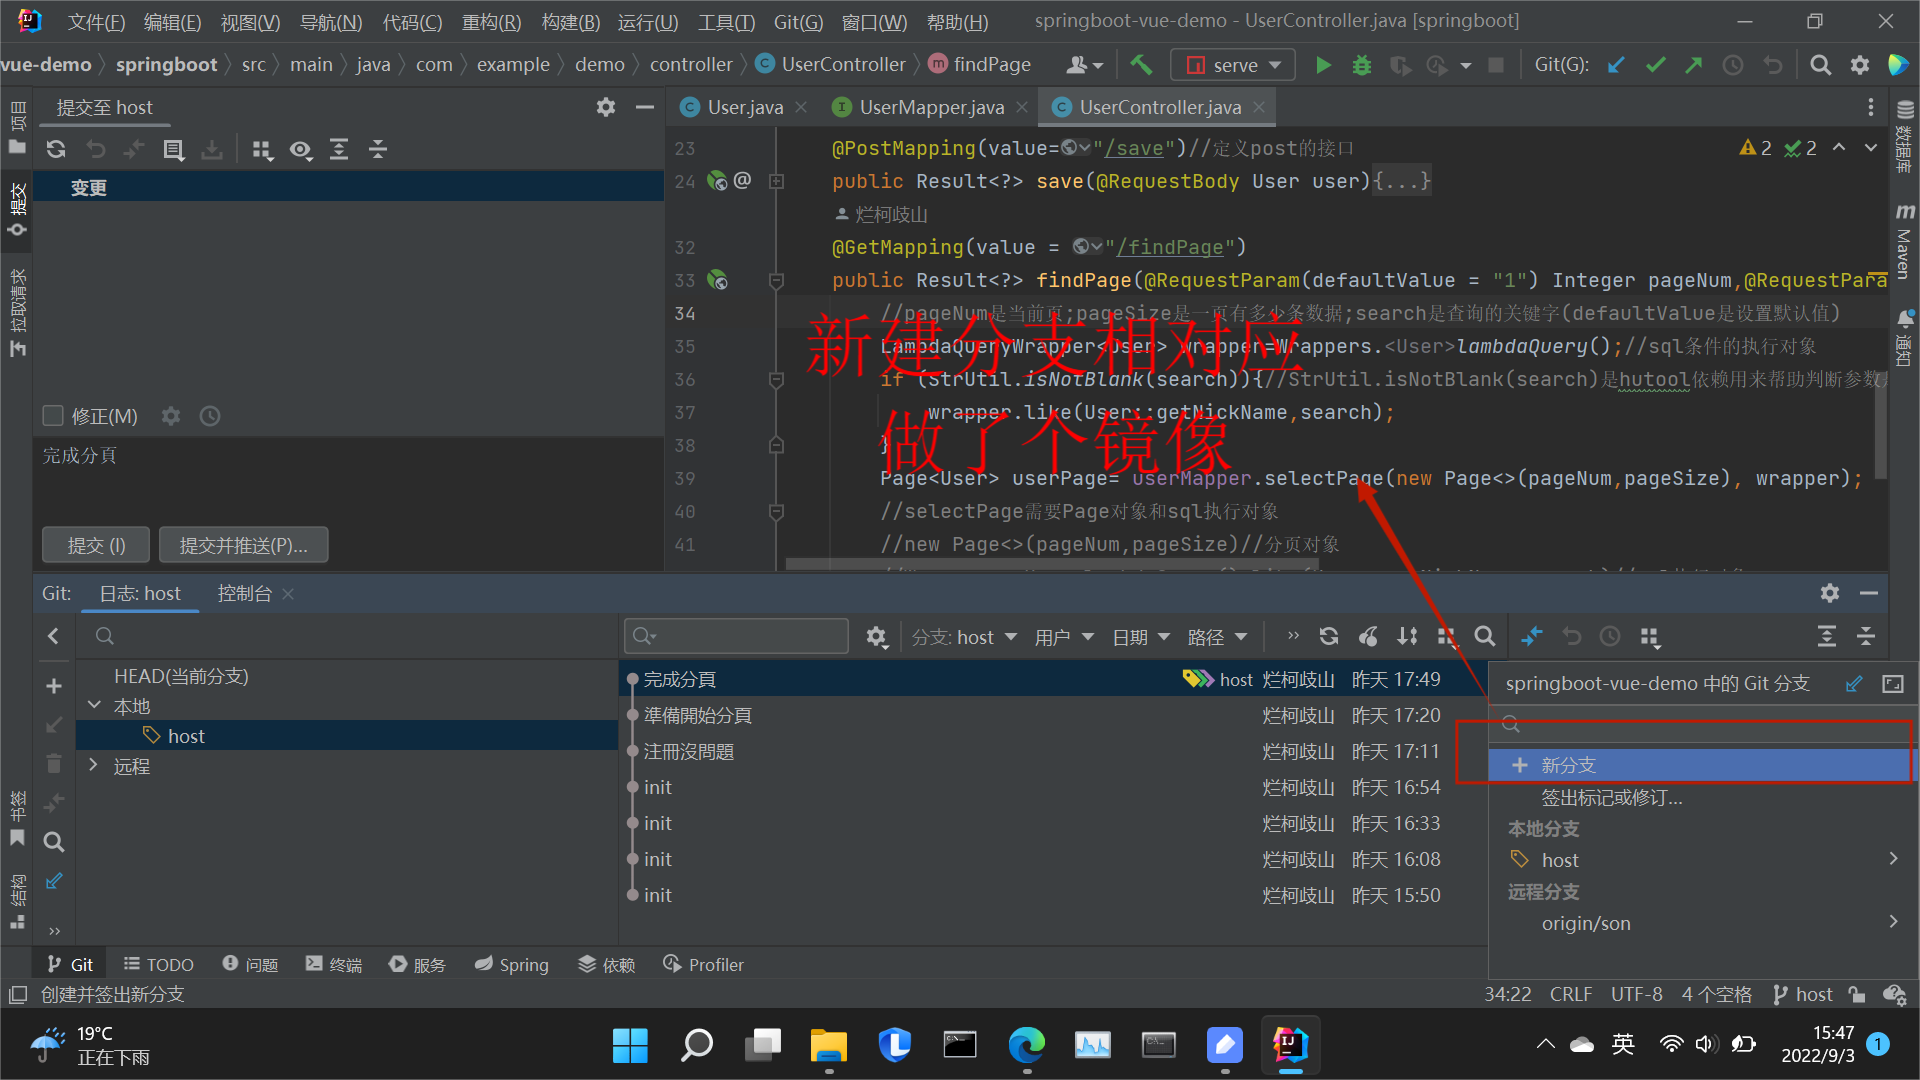 文件(F) 编辑(E) 视图(V) 导航(N) 代码(C) 重构(R) 构建(B) 运行(U) 工具(T) Git(G) 窗口(W) 帮助(H) springboot-vue-demo - UserController.java [springboot]
vue-demo springboot src main java com example demo controller UserController findPage serve Git(G):
提交至 host
User.java UserMapper.java UserController.java
变更
修正(M)
完成分頁
提交 (I) 提交并推送(P)...
项目
提交
拉取请求
书签
结构
23 @PostMapping(value="/save")//定义post的接口
2 2
24 public Result<?> save(@RequestBody User user){...}
烂柯歧山
32 @GetMapping(value = "/findPage")
33 public Result<?> findPage(@RequestParam(defaultValue = "1") Integer pageNum,@RequestPara
34 //pageNum是当前页;pageSize是一页有多少条数据;search是查询的关键字(defaultValue是设置默认值)
35 LambdaQueryWrapper<User> wrapper=Wrappers.<User>lambdaQuery();//sql条件的执行对象
36 if (StrUtil.isNotBlank(search)){//StrUtil.isNotBlank(search)是hutool依赖用来帮助判断参数
37 wrapper.like(User::getNickName,search);
38 }
39 Page<User> userPage= userMapper.selectPage(new Page<>(pageNum,pageSize), wrapper);
40 //selectPage需要Page对象和sql执行对象
41 //new Page<>(pageNum,pageSize)//分页对象
新建分支相对应
做了个镜像
数据库
m Maven
通知
Git: 日志: host 控制台
分支: host 用户 日期 路径
HEAD(当前分支)
本地
host
远程
完成分頁 host 烂柯歧山 昨天 17:49
準備開始分頁 烂柯歧山 昨天 17:20
注冊沒問題 烂柯歧山 昨天 17:11
init 烂柯歧山 昨天 16:54
init 烂柯歧山 昨天 16:33
init 烂柯歧山 昨天 16:08
init 烂柯歧山 昨天 15:50
springboot-vue-demo 中的 Git 分支
新分支
签出标记或修订...
本地分支
host
远程分支
origin/son
Git TODO 问题 终端 服务 Spring 依赖 Profiler
创建并签出新分支 34:22 CRLF UTF-8 4 个空格 host
19°C
正在下雨
英
15:47
2022/9/3
1